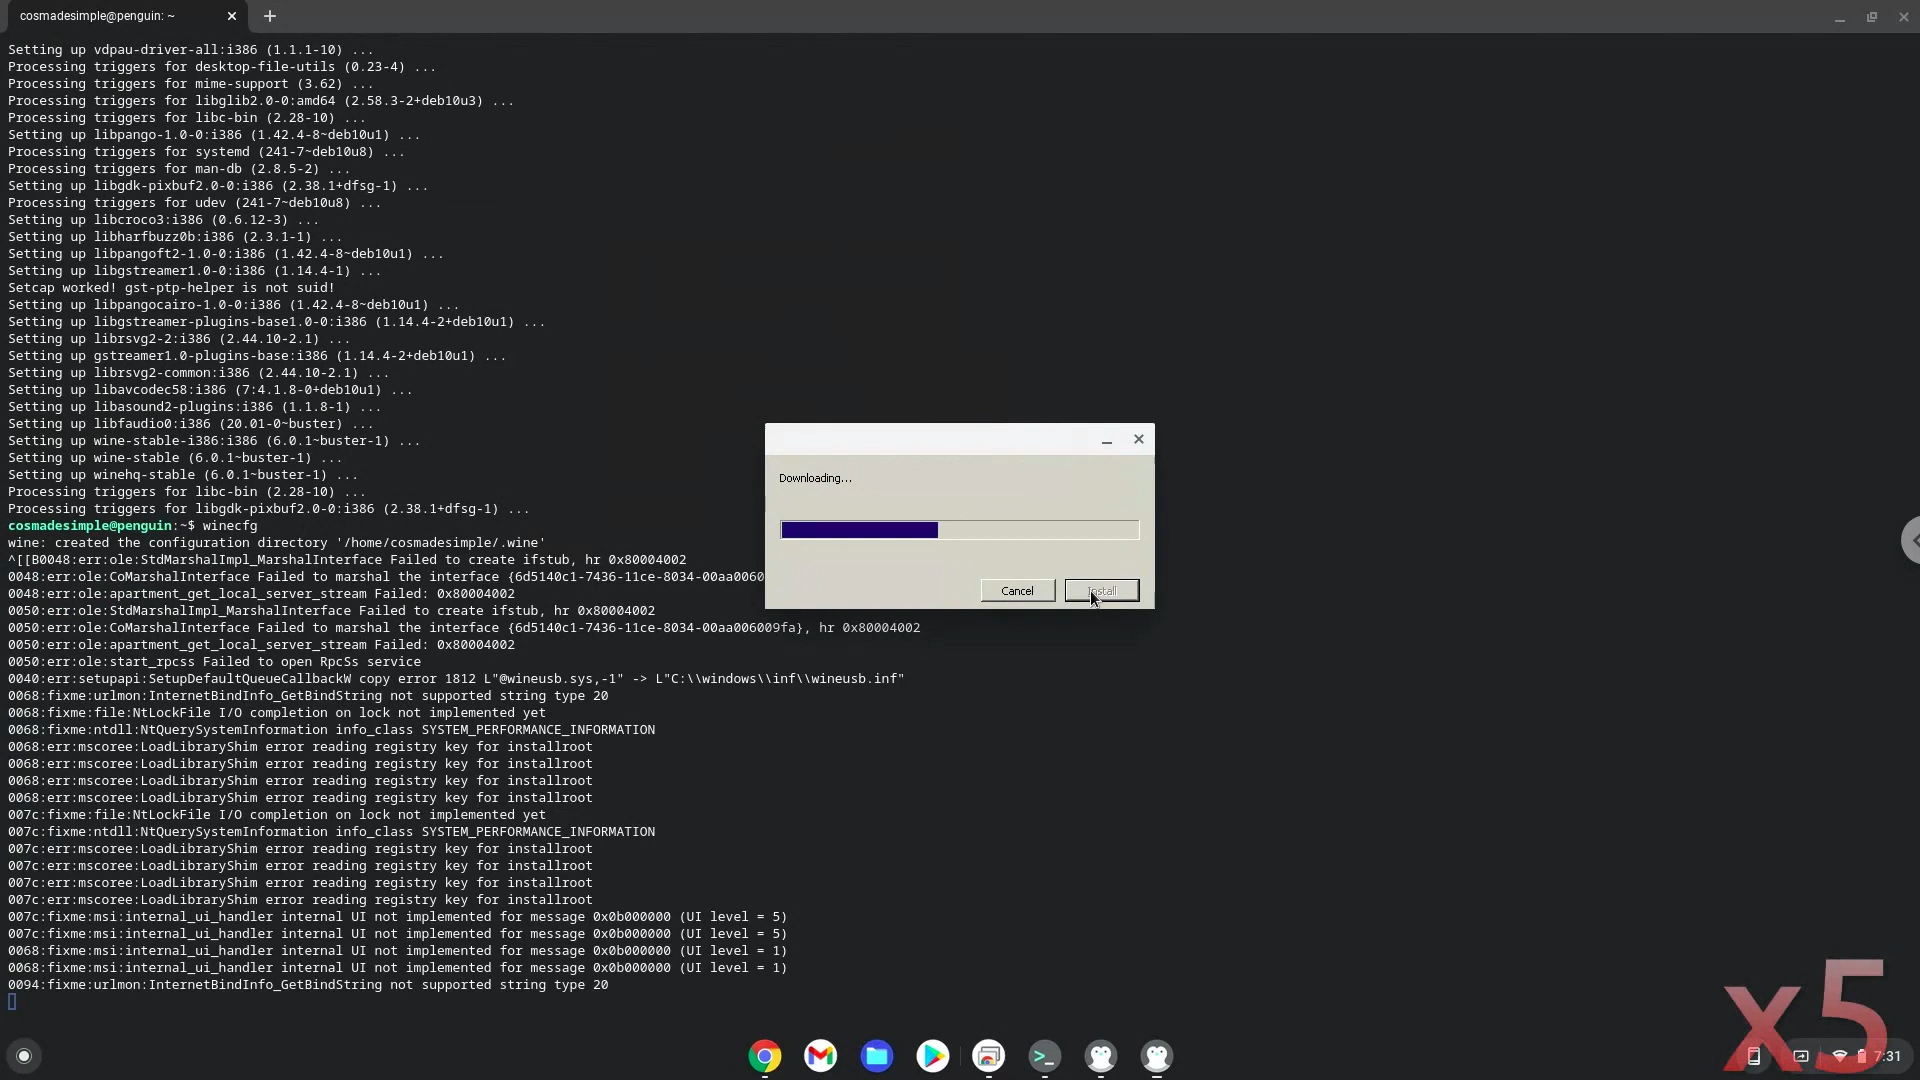 cosmadesimple@penguin: ~
Setting up vdpau-driver-all:i386 (1.1.1-10) ...
Processing triggers for desktop-file-utils (0.23-4) ...
Processing triggers for mime-support (3.62) ...
Processing triggers for libglib2.0-0:amd64 (2.58.3-2+deb10u3) ...
Processing triggers for libc-bin (2.28-10) ...
Setting up libpango-1.0-0:i386 (1.42.4-8~deb10u1) ...
Processing triggers for systemd (241-7~deb10u8) ...
Processing triggers for man-db (2.8.5-2) ...
Setting up libgdk-pixbuf2.0-0:i386 (2.38.1+dfsg-1) ...
Processing triggers for udev (241-7~deb10u8) ...
Setting up libcroco3:i386 (0.6.12-3) ...
Setting up libharfbuzz0b:i386 (2.3.1-1) ...
Setting up libpangoft2-1.0-0:i386 (1.42.4-8~deb10u1) ...
Setting up libgstreamer1.0-0:i386 (1.14.4-1) ...
Setcap worked! gst-ptp-helper is not suid!
Setting up libpangocairo-1.0-0:i386 (1.42.4-8~deb10u1) ...
Setting up libgstreamer-plugins-base1.0-0:i386 (1.14.4-2+deb10u1) ...
Setting up librsvg2-2:i386 (2.44.10-2.1) ...
Setting up gstreamer1.0-plugins-base:i386 (1.14.4-2+deb10u1) ...
Setting up librsvg2-common:i386 (2.44.10-2.1) ...
Setting up libavcodec58:i386 (7:4.1.8-0+deb10u1) ...
Setting up libasound2-plugins:i386 (1.1.8-1) ...
Setting up libfaudio0:i386 (20.01-0~buster) ...
Setting up wine-stable-i386:i386 (6.0.1~buster-1) ...
Setting up wine-stable (6.0.1~buster-1) ...
Setting up winehq-stable (6.0.1~buster-1) ...
Processing triggers for libc-bin (2.28-10) ...
Processing triggers for libgdk-pixbuf2.0-0:i386 (2.38.1+dfsg-1) ...
cosmadesimple@penguin:~$ winecfg
wine: created the configuration directory '/home/cosmadesimple/.wine'
^[[B0048:err:ole:StdMarshalImpl_MarshalInterface Failed to create ifstub, hr 0x80004002
0048:err:ole:CoMarshalInterface Failed to marshal the interface {6d5140c1-7436-11ce-8034-00aa0060
0048:err:ole:apartment_get_local_server_stream Failed: 0x80004002
0050:err:ole:StdMarshalImpl_MarshalInterface Failed to create ifstub, hr 0x80004002
0050:err:ole:CoMarshalInterface Failed to marshal the interface {6d5140c1-7436-11ce-8034-00aa006009fa}, hr 0x80004002
0050:err:ole:apartment_get_local_server_stream Failed: 0x80004002
0050:err:ole:start_rpcss Failed to open RpcSs service
0040:err:setupapi:SetupDefaultQueueCallbackW copy error 1812 L"@wineusb.sys,-1" -> L"C:\\windows\\inf\\wineusb.inf"
0068:fixme:urlmon:InternetBindInfo_GetBindString not supported string type 20
0068:fixme:file:NtLockFile I/O completion on lock not implemented yet
0068:fixme:ntdll:NtQuerySystemInformation info_class SYSTEM_PERFORMANCE_INFORMATION
0068:err:mscoree:LoadLibraryShim error reading registry key for installroot
0068:err:mscoree:LoadLibraryShim error reading registry key for installroot
0068:err:mscoree:LoadLibraryShim error reading registry key for installroot
0068:err:mscoree:LoadLibraryShim error reading registry key for installroot
007c:fixme:file:NtLockFile I/O completion on lock not implemented yet
007c:fixme:ntdll:NtQuerySystemInformation info_class SYSTEM_PERFORMANCE_INFORMATION
007c:err:mscoree:LoadLibraryShim error reading registry key for installroot
007c:err:mscoree:LoadLibraryShim error reading registry key for installroot
007c:err:mscoree:LoadLibraryShim error reading registry key for installroot
007c:err:mscoree:LoadLibraryShim error reading registry key for installroot
007c:fixme:msi:internal_ui_handler internal UI not implemented for message 0x0b000000 (UI level = 5)
007c:fixme:msi:internal_ui_handler internal UI not implemented for message 0x0b000000 (UI level = 5)
0068:fixme:msi:internal_ui_handler internal UI not implemented for message 0x0b000000 (UI level = 1)
0068:fixme:msi:internal_ui_handler internal UI not implemented for message 0x0b000000 (UI level = 1)
0094:fixme:urlmon:InternetBindInfo_GetBindString not supported string type 20
Downloading...
Cancel
Install
x5
7:31